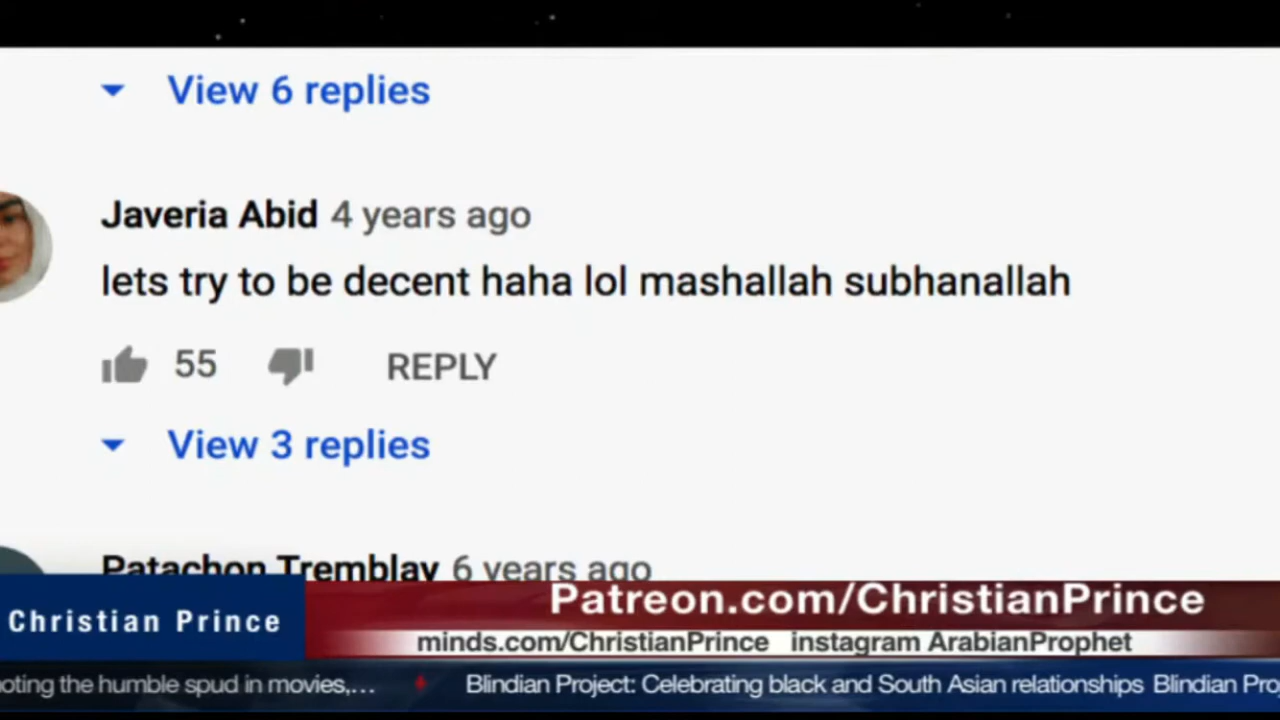 View 6 replies
Javeria Abid 4 years ago
lets try to be decent haha lol mashallah subhanallah
55 REPLY
View 3 replies
Patachon Tremblay 6 years ago
Patreon.com/ChristianPrince
Christian Prince
minds.com/ChristianPrince instagram ArabianProphet
oting the humble spud in movies,... Blindian Project: Celebrating black and South Asian relationships Blindian Pro